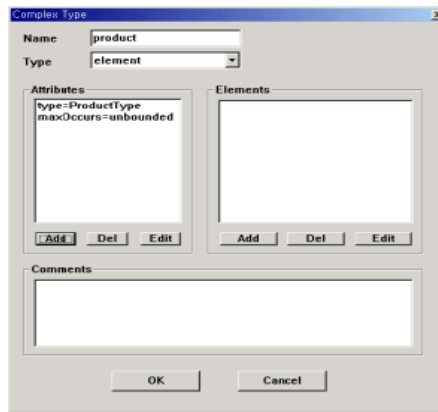 Complex Type
Name product
Type element
Attributes
type=ProductType
maxOccurs=unbounded
Add Del Edit
Elements
Add Del Edit
Comments
OK Cancel